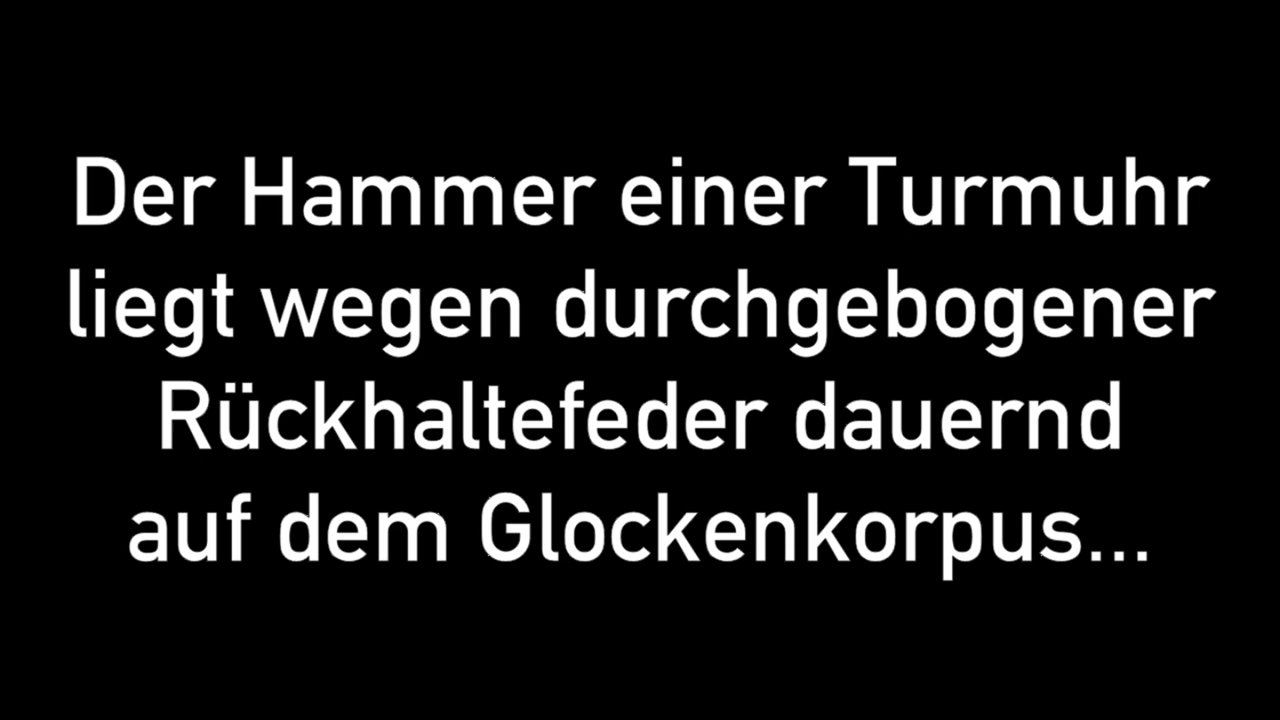 Der Hammer einer Turmuhr
liegt wegen durchgebogener
Rückhaltefeder dauernd
auf dem Glockenkorpus...